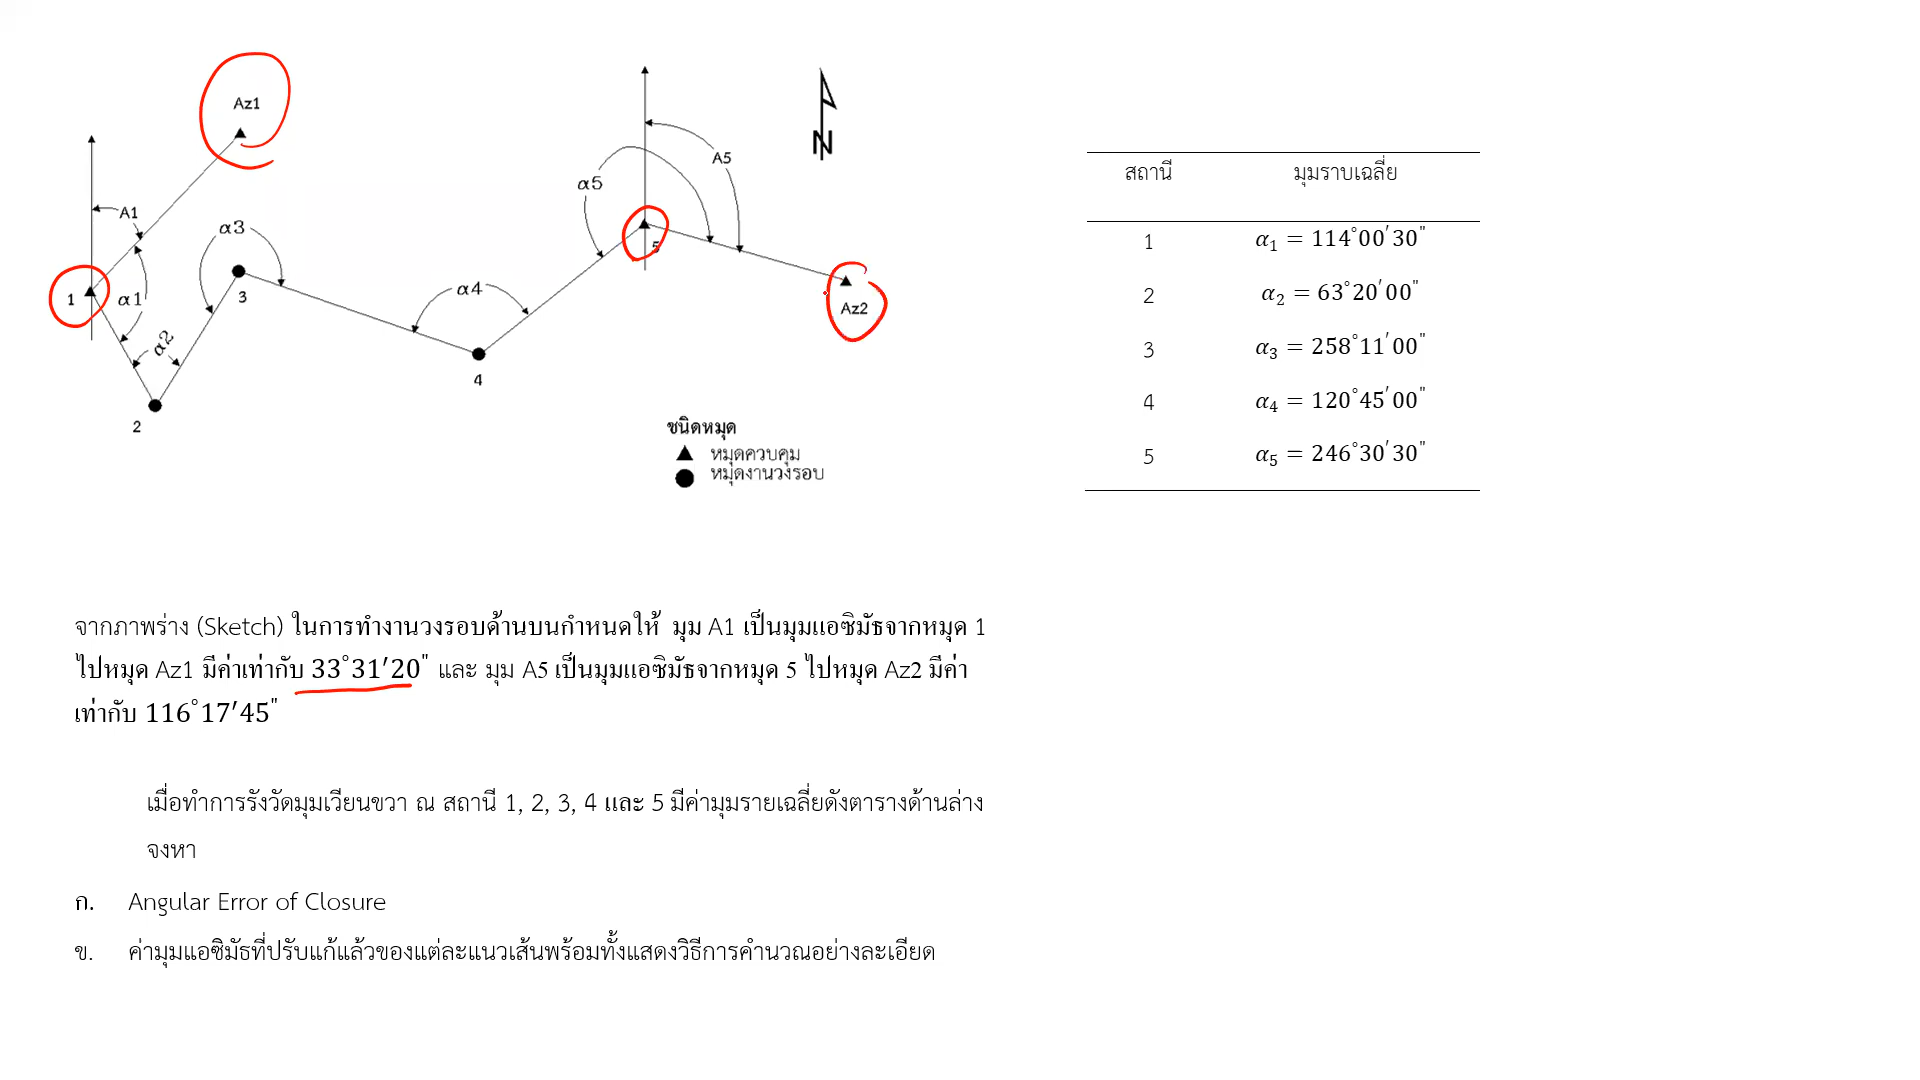 Az1
A1
α1
1
α2
2
α3
3
α4
4
α5
A5
5
Az2
N
ชนิดหมุด
หมุดควบคุม
หมุดงานวงรอบ
สถานี มุมราบเฉลี่ย
1 α₁ = 114°00′30"
2 α₂ = 63°20′00"
3 α₃ = 258°11′00"
4 α₄ = 120°45′00"
5 α₅ = 246°30′30"
จากภาพร่าง (Sketch) ในการทำงานวงรอบด้านบนกำหนดให้ มุม A1 เป็นมุมแอซิมัธจากหมุด 1
ไปหมุด Az1 มีค่าเท่ากับ 33°31′20" และ มุม A5 เป็นมุมแอซิมัธจากหมุด 5 ไปหมุด Az2 มีค่า
เท่ากับ 116°17′45"
เมื่อทำการรังวัดมุมเวียนขวา ณ สถานี 1, 2, 3, 4 และ 5 มีค่ามุมรายเฉลี่ยดังตารางด้านล่าง
จงหา
ก. Angular Error of Closure
ข. ค่ามุมแอซิมัธที่ปรับแก้แล้วของแต่ละแนวเส้นพร้อมทั้งแสดงวิธีการคำนวณอย่างละเอียด